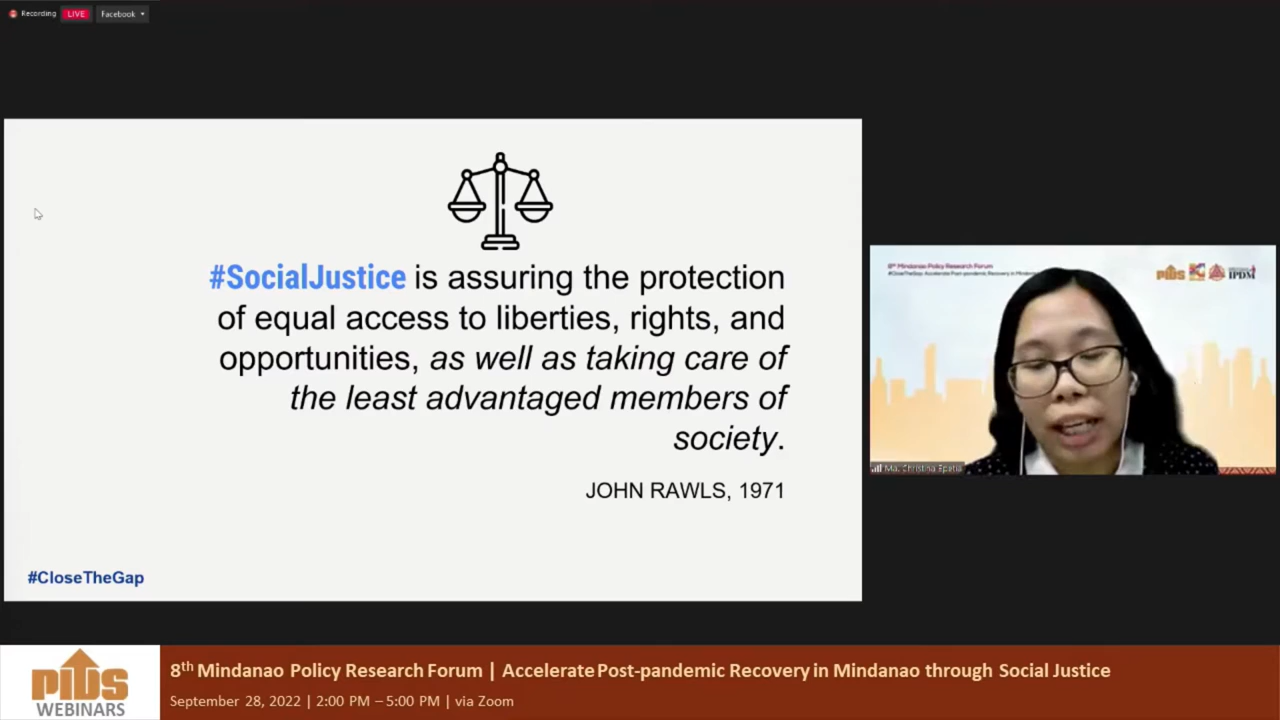 Recording
LIVE
Facebook
#SocialJustice is assuring the protection
of equal access to liberties, rights, and
opportunities, as well as taking care of
the least advantaged members of
society.
JOHN RAWLS, 1971
#CloseTheGap
8th Mindanao Policy Research Forum
#CloseTheGap: Accelerate Post-pandemic Recovery in
PIDS
IPDM
Ma. Christina
PIDS
WEBINARS
8th Mindanao Policy Research Forum | Accelerate Post-pandemic Recovery in Mindanao through Social Justice
September 28, 2022 | 2:00 PM – 5:00 PM | via Zoom